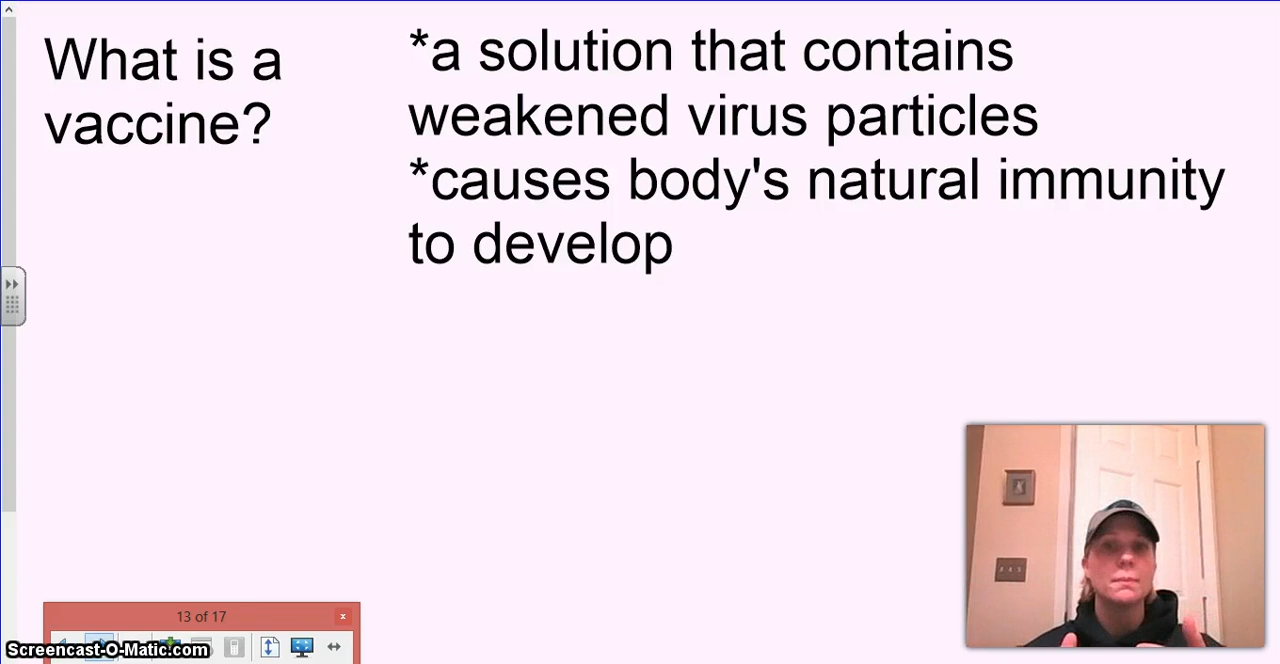 What is a
vaccine?
*a solution that contains
weakened virus particles
*causes body's natural immunity
to develop
13 of 17
Screencast-O-Matic.com